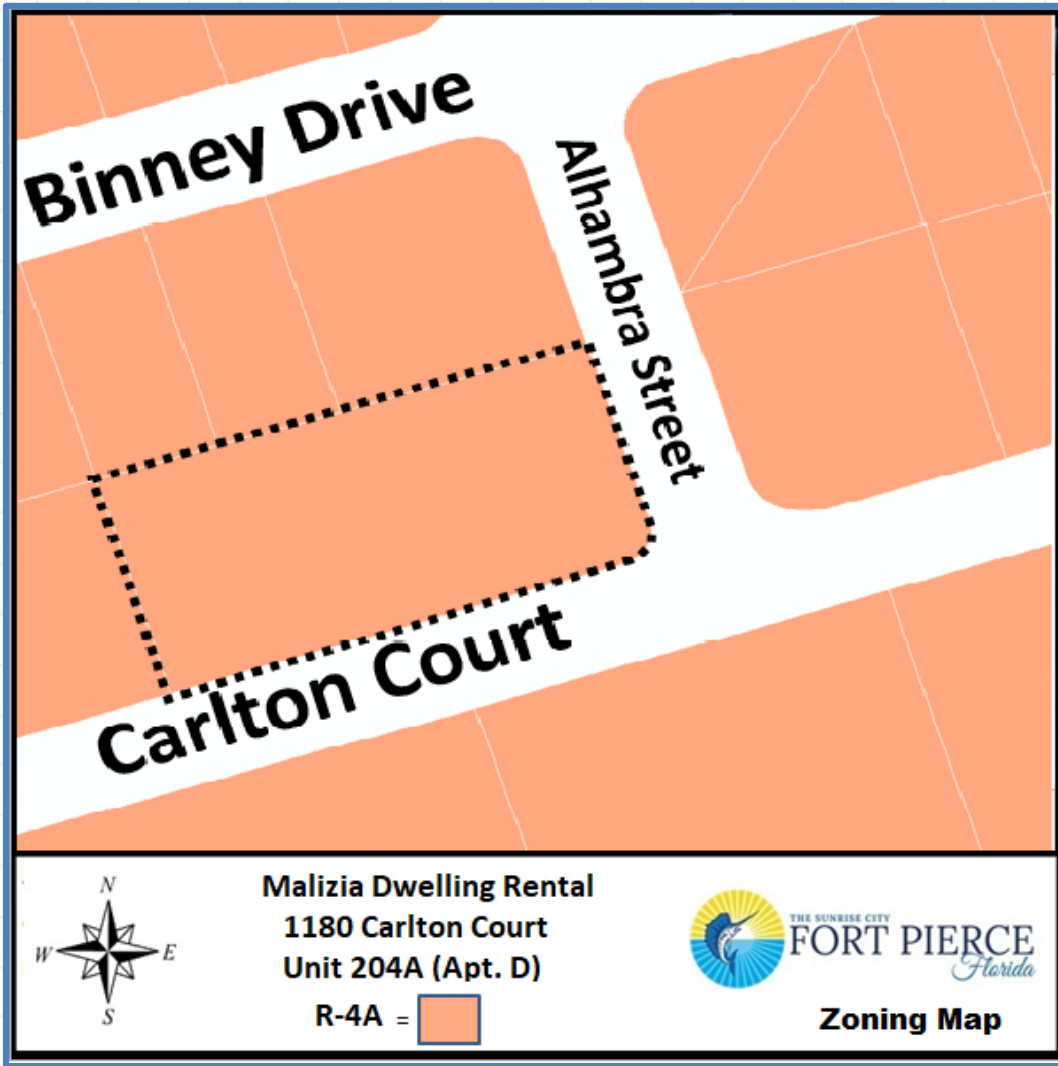 Binney Drive
Alhambra Street
Carlton Court
N
W E
S
Malizia Dwelling Rental
1180 Carlton Court
Unit 204A (Apt. D)
R-4A =
THE SUNRISE CITY
FORT PIERCE
Florida
Zoning Map